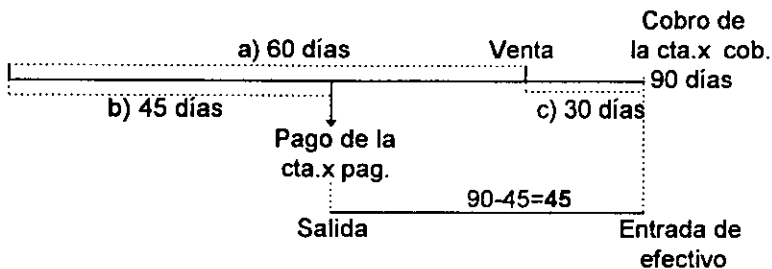 Cobro de
a) 60 días
Venta
la cta.x cob.
90 días
b) 45 días
c) 30 días
Pago de la
cta.x pag.
90-45=45
Salida
Entrada de
efectivo